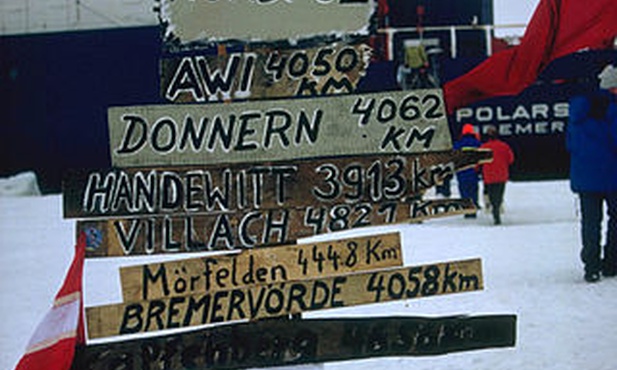 AWI 4050 KM
DONNERN 4062 KM
HANDEWITT 3913 km
VILLACH 4821 Km
Mörfelden 4448 Km
BREMERVÖRDE 4058 km
POLARS
BREMER